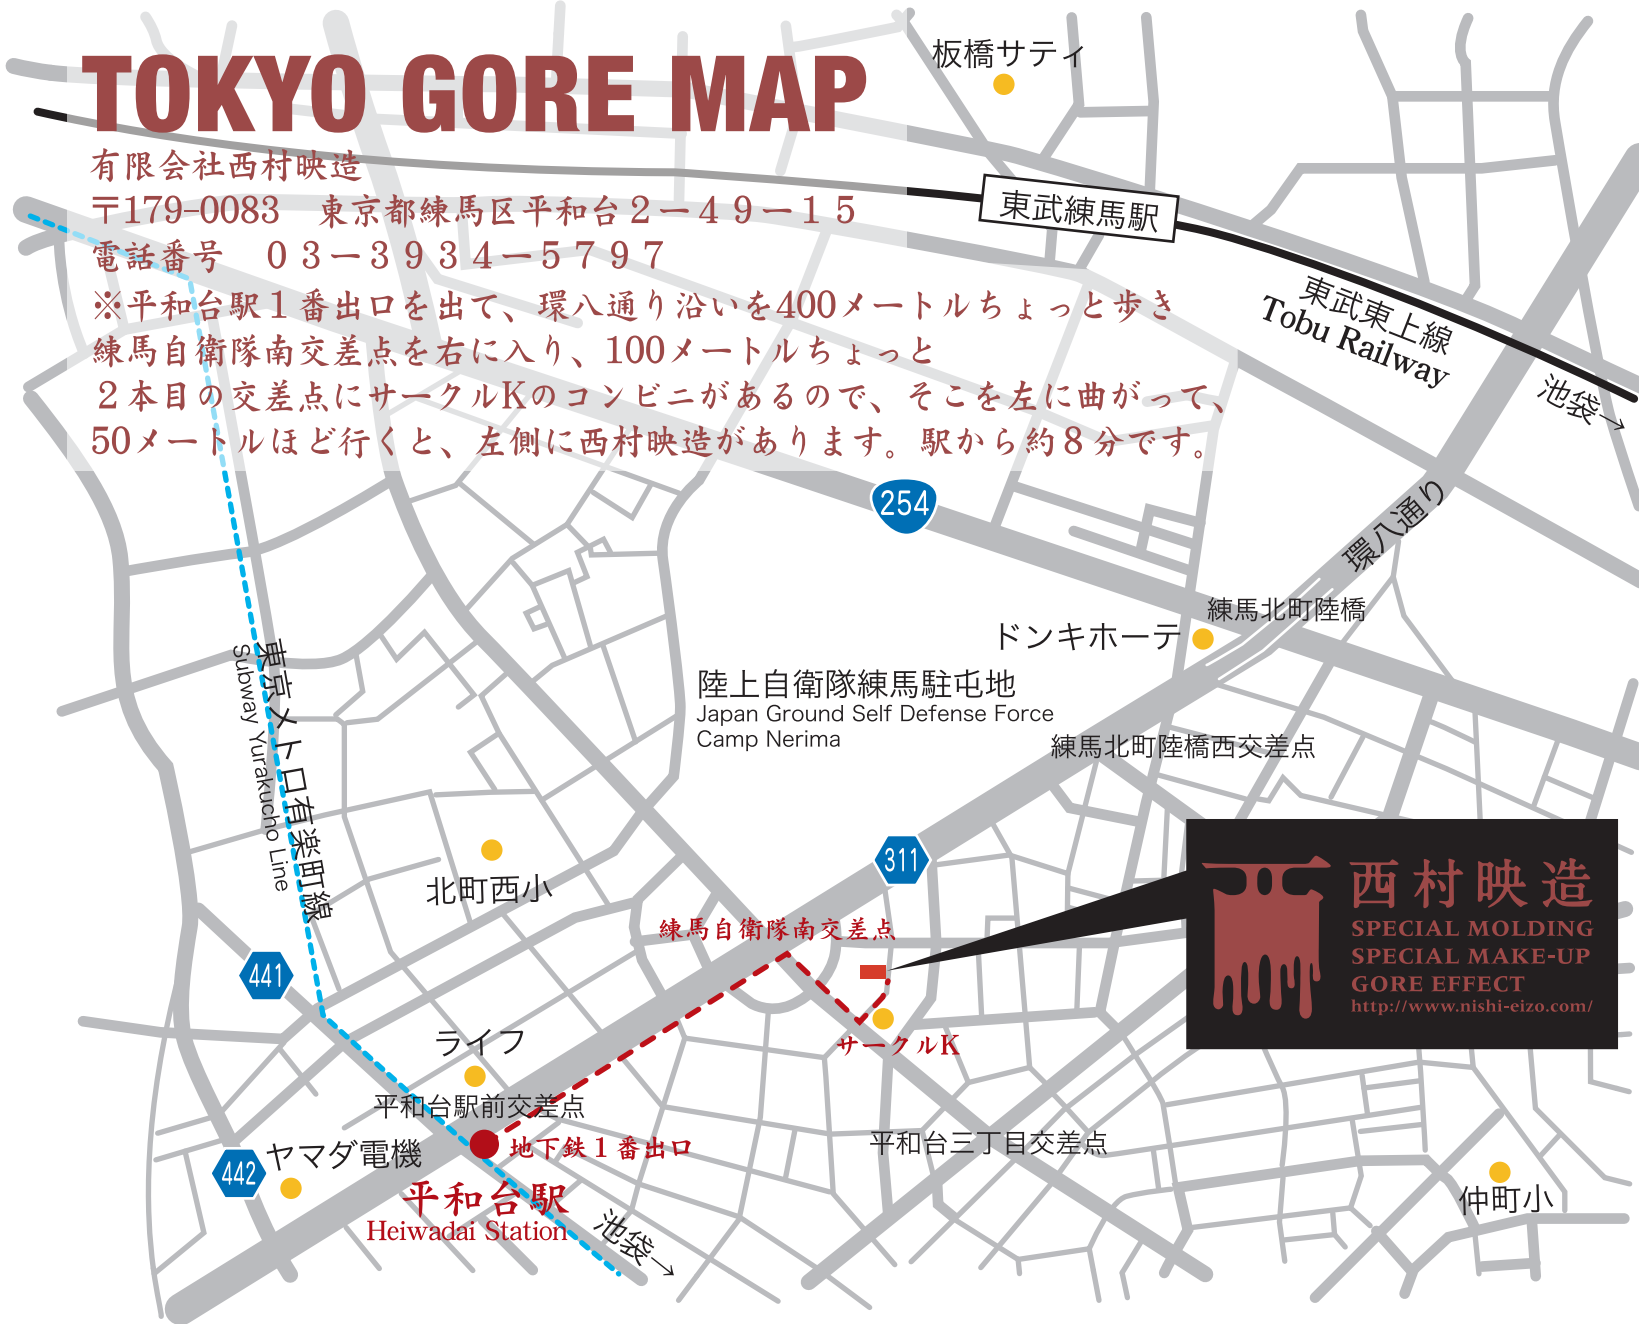 TOKYO GORE MAP
有限会社西村映造
〒179-0083　東京都練馬区平和台２－４９－１５
電話番号　０３－３９３４－５７９７
※平和台駅１番出口を出て、環八通り沿いを400メートルちょっと歩き
練馬自衛隊南交差点を右に入り、100メートルちょっと
２本目の交差点にサークルKのコンビニがあるので、そこを左に曲がって、
50メートルほど行くと、左側に西村映造があります。駅から約８分です。
板橋サティ
東武練馬駅
東武東上線
Tobu Railway
池袋→
254
環八通り
練馬北町陸橋
ドンキホーテ
陸上自衛隊練馬駐屯地
Japan Ground Self Defense Force
Camp Nerima
練馬北町陸橋西交差点
東京メトロ有楽町線
Subway Yurakucho Line
311
北町西小
練馬自衛隊南交差点
西村映造
SPECIAL MOLDING
SPECIAL MAKE-UP
GORE EFFECT
http://www.nishi-eizo.com/
441
ライフ
サークルK
平和台駅前交差点
地下鉄１番出口
平和台三丁目交差点
442
ヤマダ電機
平和台駅
Heiwadai Station
池袋→
仲町小